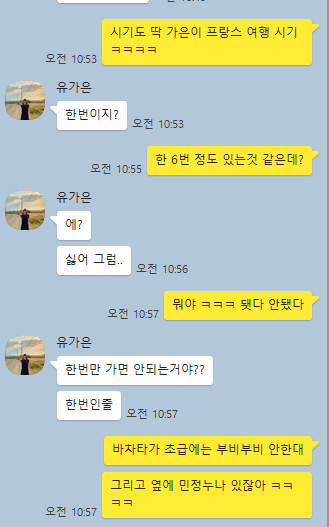 시기도 딱 가은이 프랑스 여행 시기
ㅋㅋㅋㅋ
오전 10:53
유가은
한번이지?
오전 10:53
한 6번 정도 있는것 같은데?
오전 10:55
유가은
에?
싫어 그럼..
오전 10:56
뭐야 ㅋㅋㅋ 됏다 안됐다
오전 10:57
유가은
한번만 가면 안되는거야??
한번인줄
오전 10:57
바차타가 초급에는 부비부비 안한대
그리고 옆에 민정누나 있잖아 ㅋㅋ
ㅋㅋ
오전 10:57